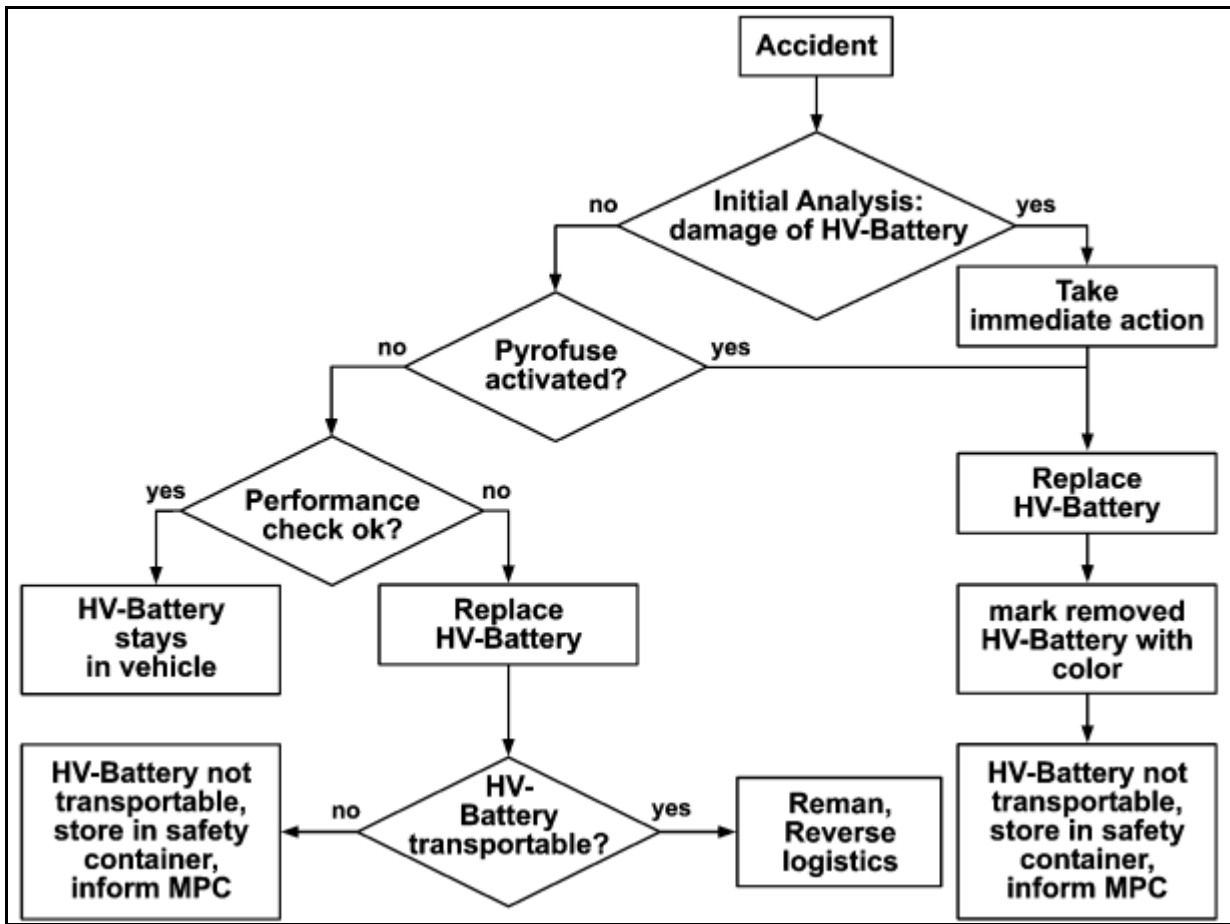 Accident
Initial Analysis:
damage of HV-Battery
no
yes
Take
immediate action
Pyrofuse
activated?
no
yes
Performance
check ok?
yes
no
Replace
HV-Battery
HV-Battery
stays
in vehicle
Replace
HV-Battery
mark removed
HV-Battery with
color
HV-Battery not
transportable,
store in safety
container,
inform MPC
no
HV-
Battery
transportable?
yes
Reman,
Reverse
logistics
HV-Battery not
transportable,
store in safety
container,
inform MPC